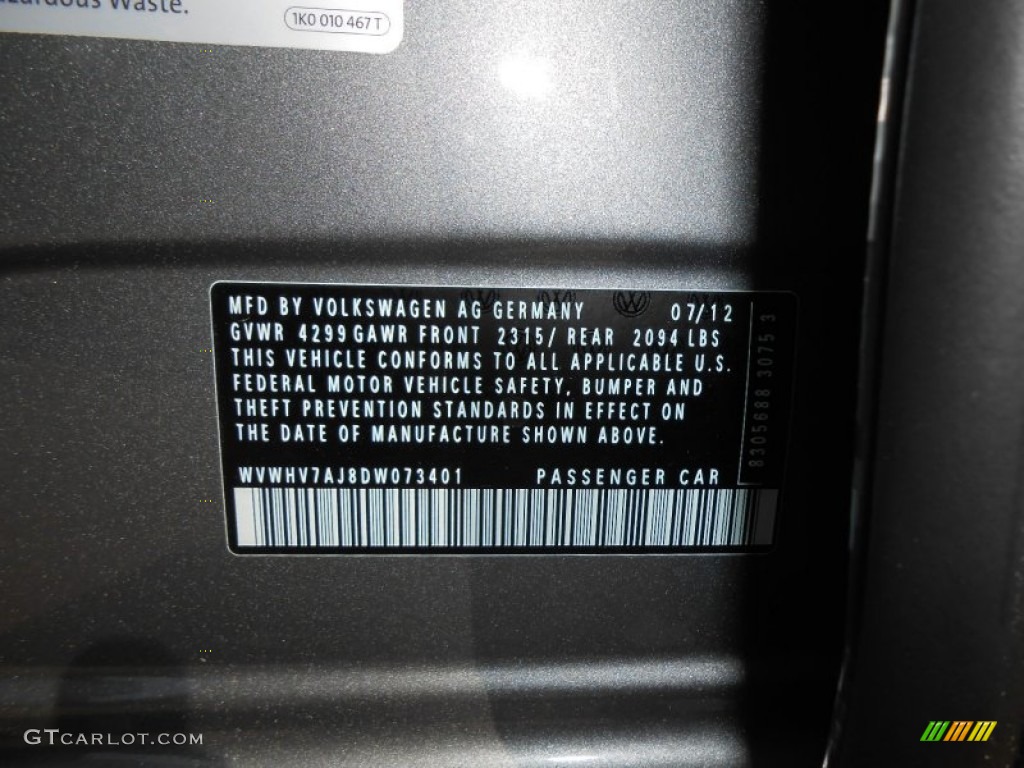 azardous Waste.
1K0 010 467 T
MFD BY VOLKSWAGEN AG GERMANY 07/12
GVWR 4299 GAWR FRONT 2315/ REAR 2094 LBS
THIS VEHICLE CONFORMS TO ALL APPLICABLE U.S.
FEDERAL MOTOR VEHICLE SAFETY, BUMPER AND
THEFT PREVENTION STANDARDS IN EFFECT ON
THE DATE OF MANUFACTURE SHOWN ABOVE.
WVWHV7AJ8DW073401 PASSENGER CAR
8305688 3075 3
GTCARLOT.COM